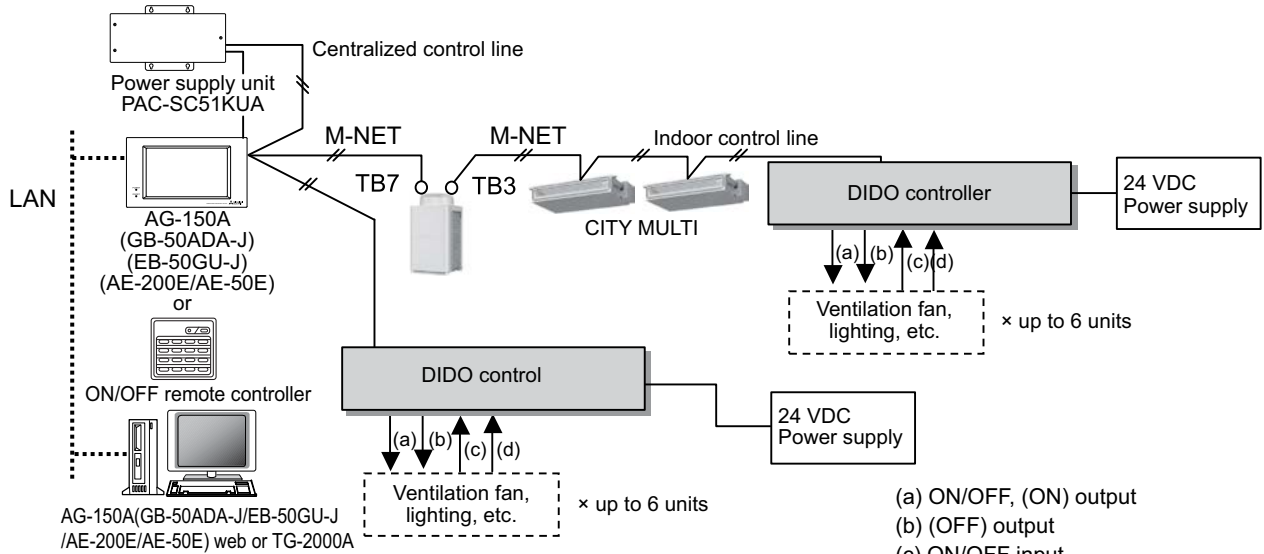 Centralized control line
Power supply unit
PAC-SC51KUA
M-NET
M-NET
Indoor control line
LAN
TB7
TB3
DIDO controller
24 VDC
Power supply
AG-150A
(GB-50ADA-J)
(EB-50GU-J)
(AE-200E/AE-50E)
or
CITY MULTI
(a)
(b)
(c)
(d)
Ventilation fan,
lighting, etc.
× up to 6 units
ON/OFF remote controller
DIDO control
24 VDC
Power supply
(a)
(b)
(c)
(d)
Ventilation fan,
lighting, etc.
× up to 6 units
AG-150A(GB-50ADA-J/EB-50GU-J
/AE-200E/AE-50E) web or TG-2000A
(a) ON/OFF, (ON) output
(b) (OFF) output
(c) ON/OFF input